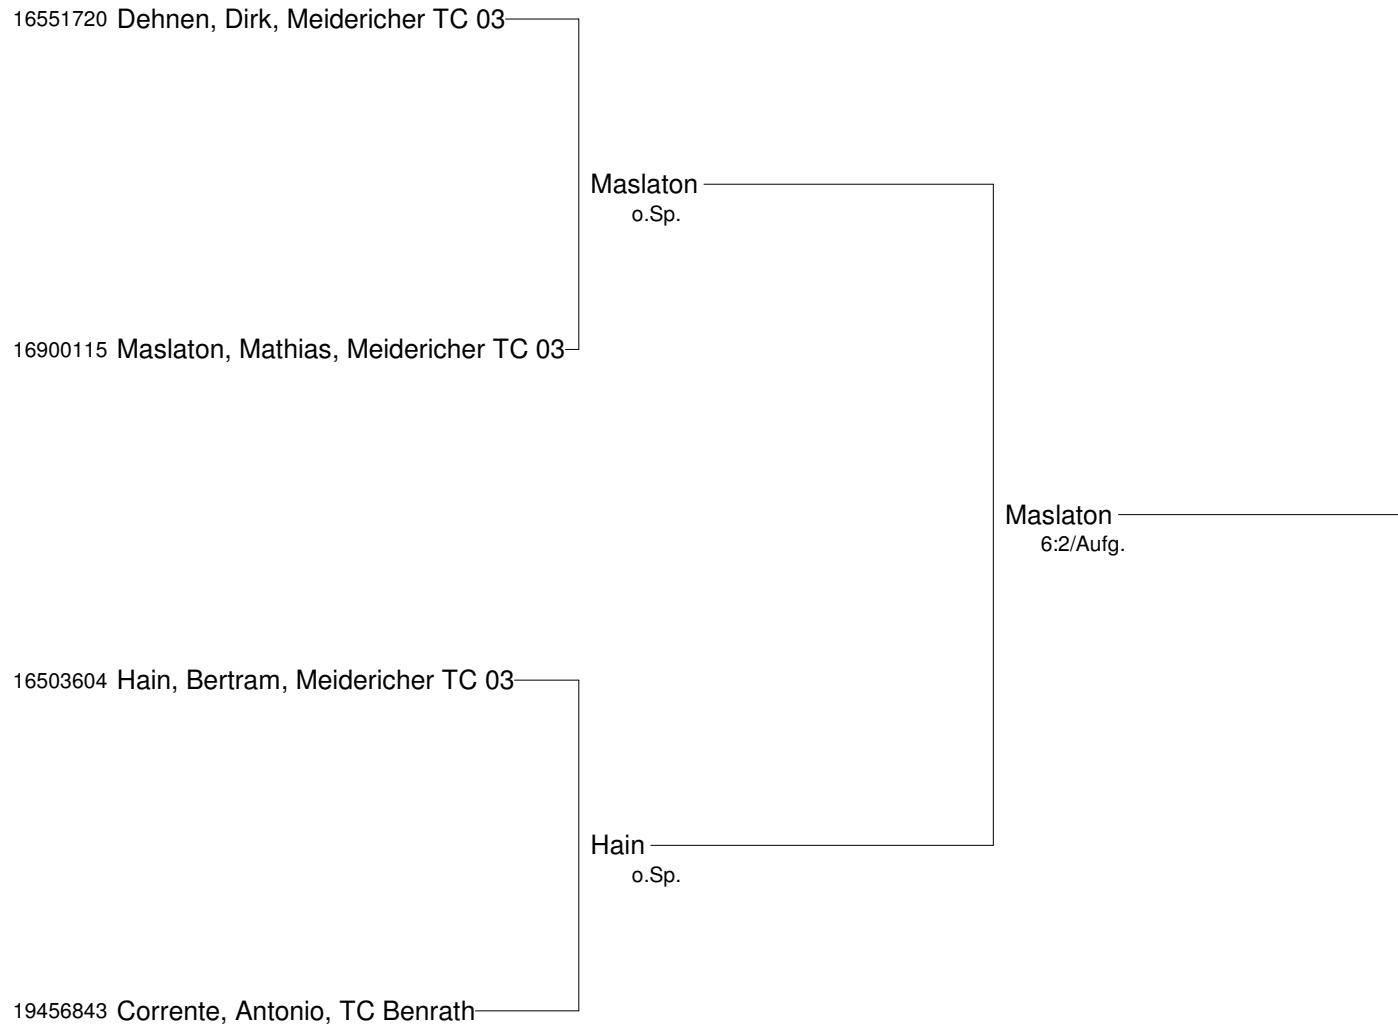 16551720 Dehnen, Dirk, Meidericher TC 03
Maslaton
o.Sp.
16900115 Maslaton, Mathias, Meidericher TC 03
Maslaton
6:2/Aufg.
16503604 Hain, Bertram, Meidericher TC 03
Hain
o.Sp.
19456843 Corrente, Antonio, TC Benrath